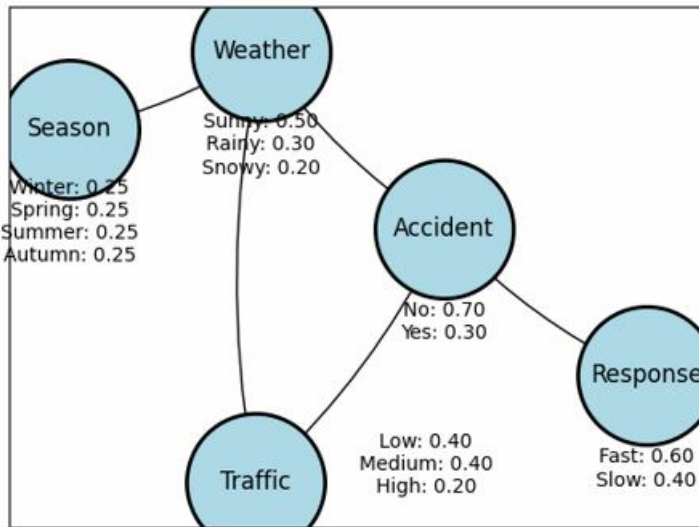 Weather
Sunny: 0.50
Rainy: 0.30
Snowy: 0.20
Season
Winter: 0.25
Spring: 0.25
Summer: 0.25
Autumn: 0.25
Accident
No: 0.70
Yes: 0.30
Response
Fast: 0.60
Slow: 0.40
Traffic
Low: 0.40
Medium: 0.40
High: 0.20